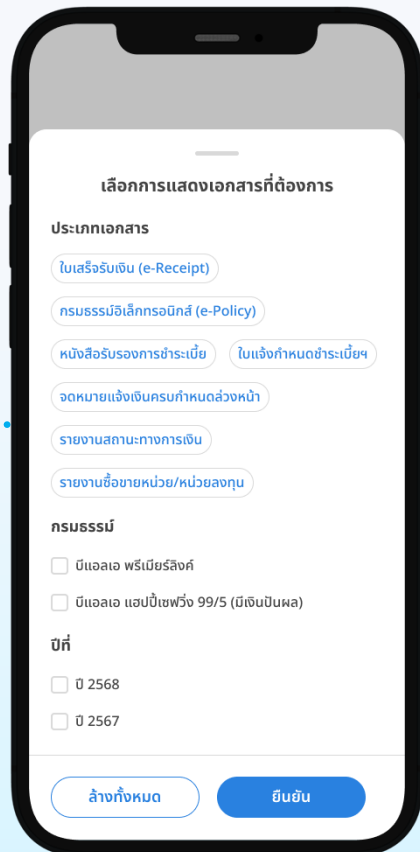 เลือกการแสดงเอกสารที่ต้องการ
ประเภทเอกสาร
ใบเสร็จรับเงิน (e-Receipt)
กรมธรรม์อิเล็กทรอนิกส์ (e-Policy)
หนังสือรับรองการชำระเบี้ย ใบแจ้งกำหนดชำระเบี้ยฯ
จดหมายแจ้งเงินครบกำหนดล่วงหน้า
รายงานสถานะทางการเงิน
รายงานซื้อขายหน่วย/หน่วยลงทุน
กรมธรรม์
บีแอลเอ พรีเมียร์ลิงค์
บีแอลเอ แฮปปี้เซฟวิ่ง 99/5 (มีเงินปันผล)
ปีที่
ปี 2568
ปี 2567
ล้างทั้งหมด ยืนยัน